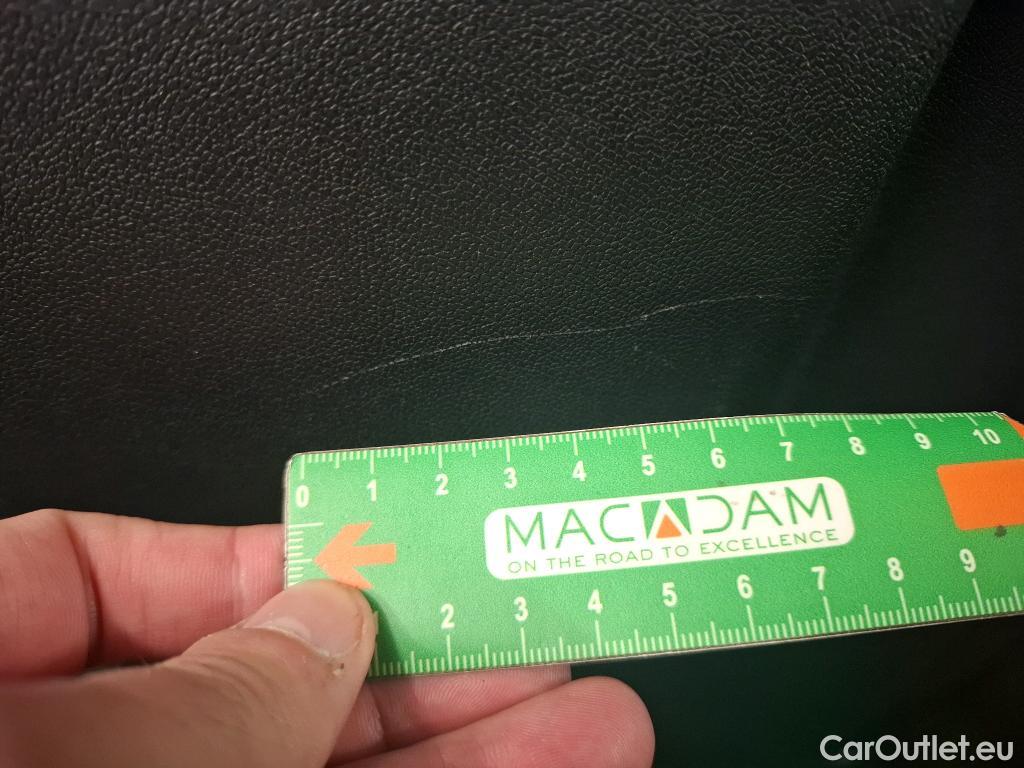 0 1 2 3 4 5 6 7 8 9 10
MACADAM
ON THE ROAD TO EXCELLENCE
2 3 4 5 6 7 8 9
CarOutlet.eu